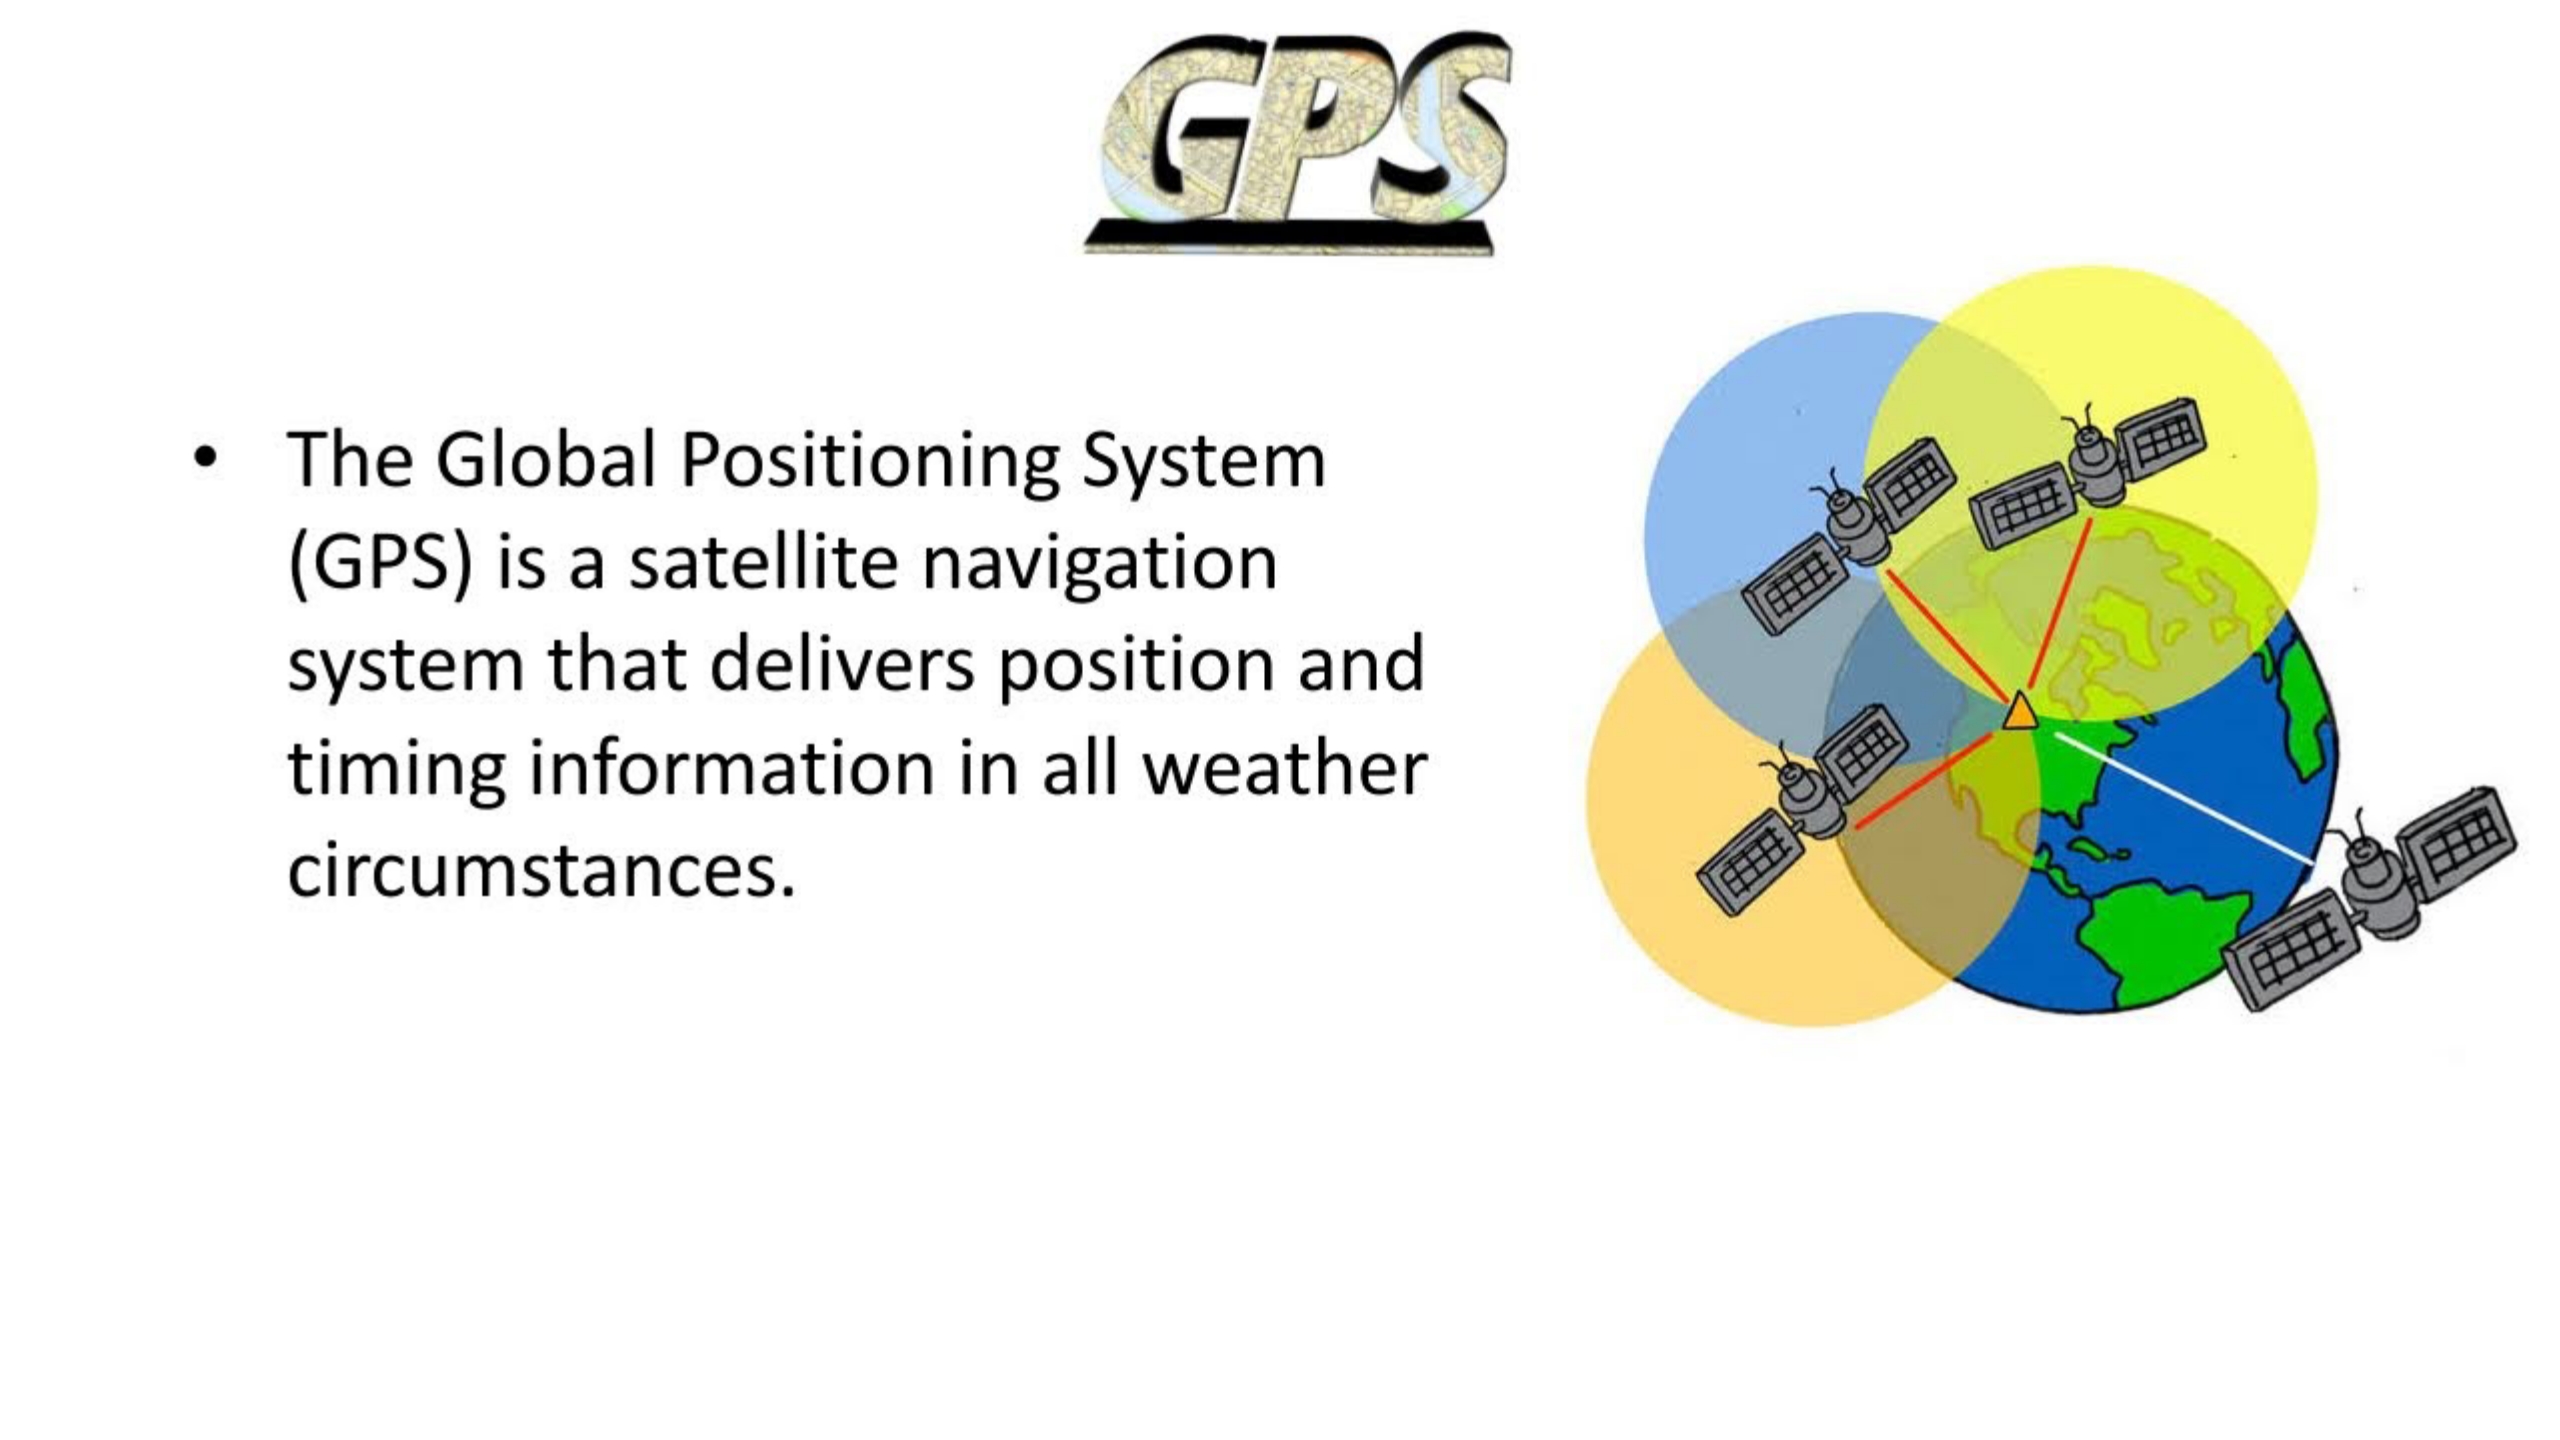 GPS
• The Global Positioning System
(GPS) is a satellite navigation
system that delivers position and
timing information in all weather
circumstances.